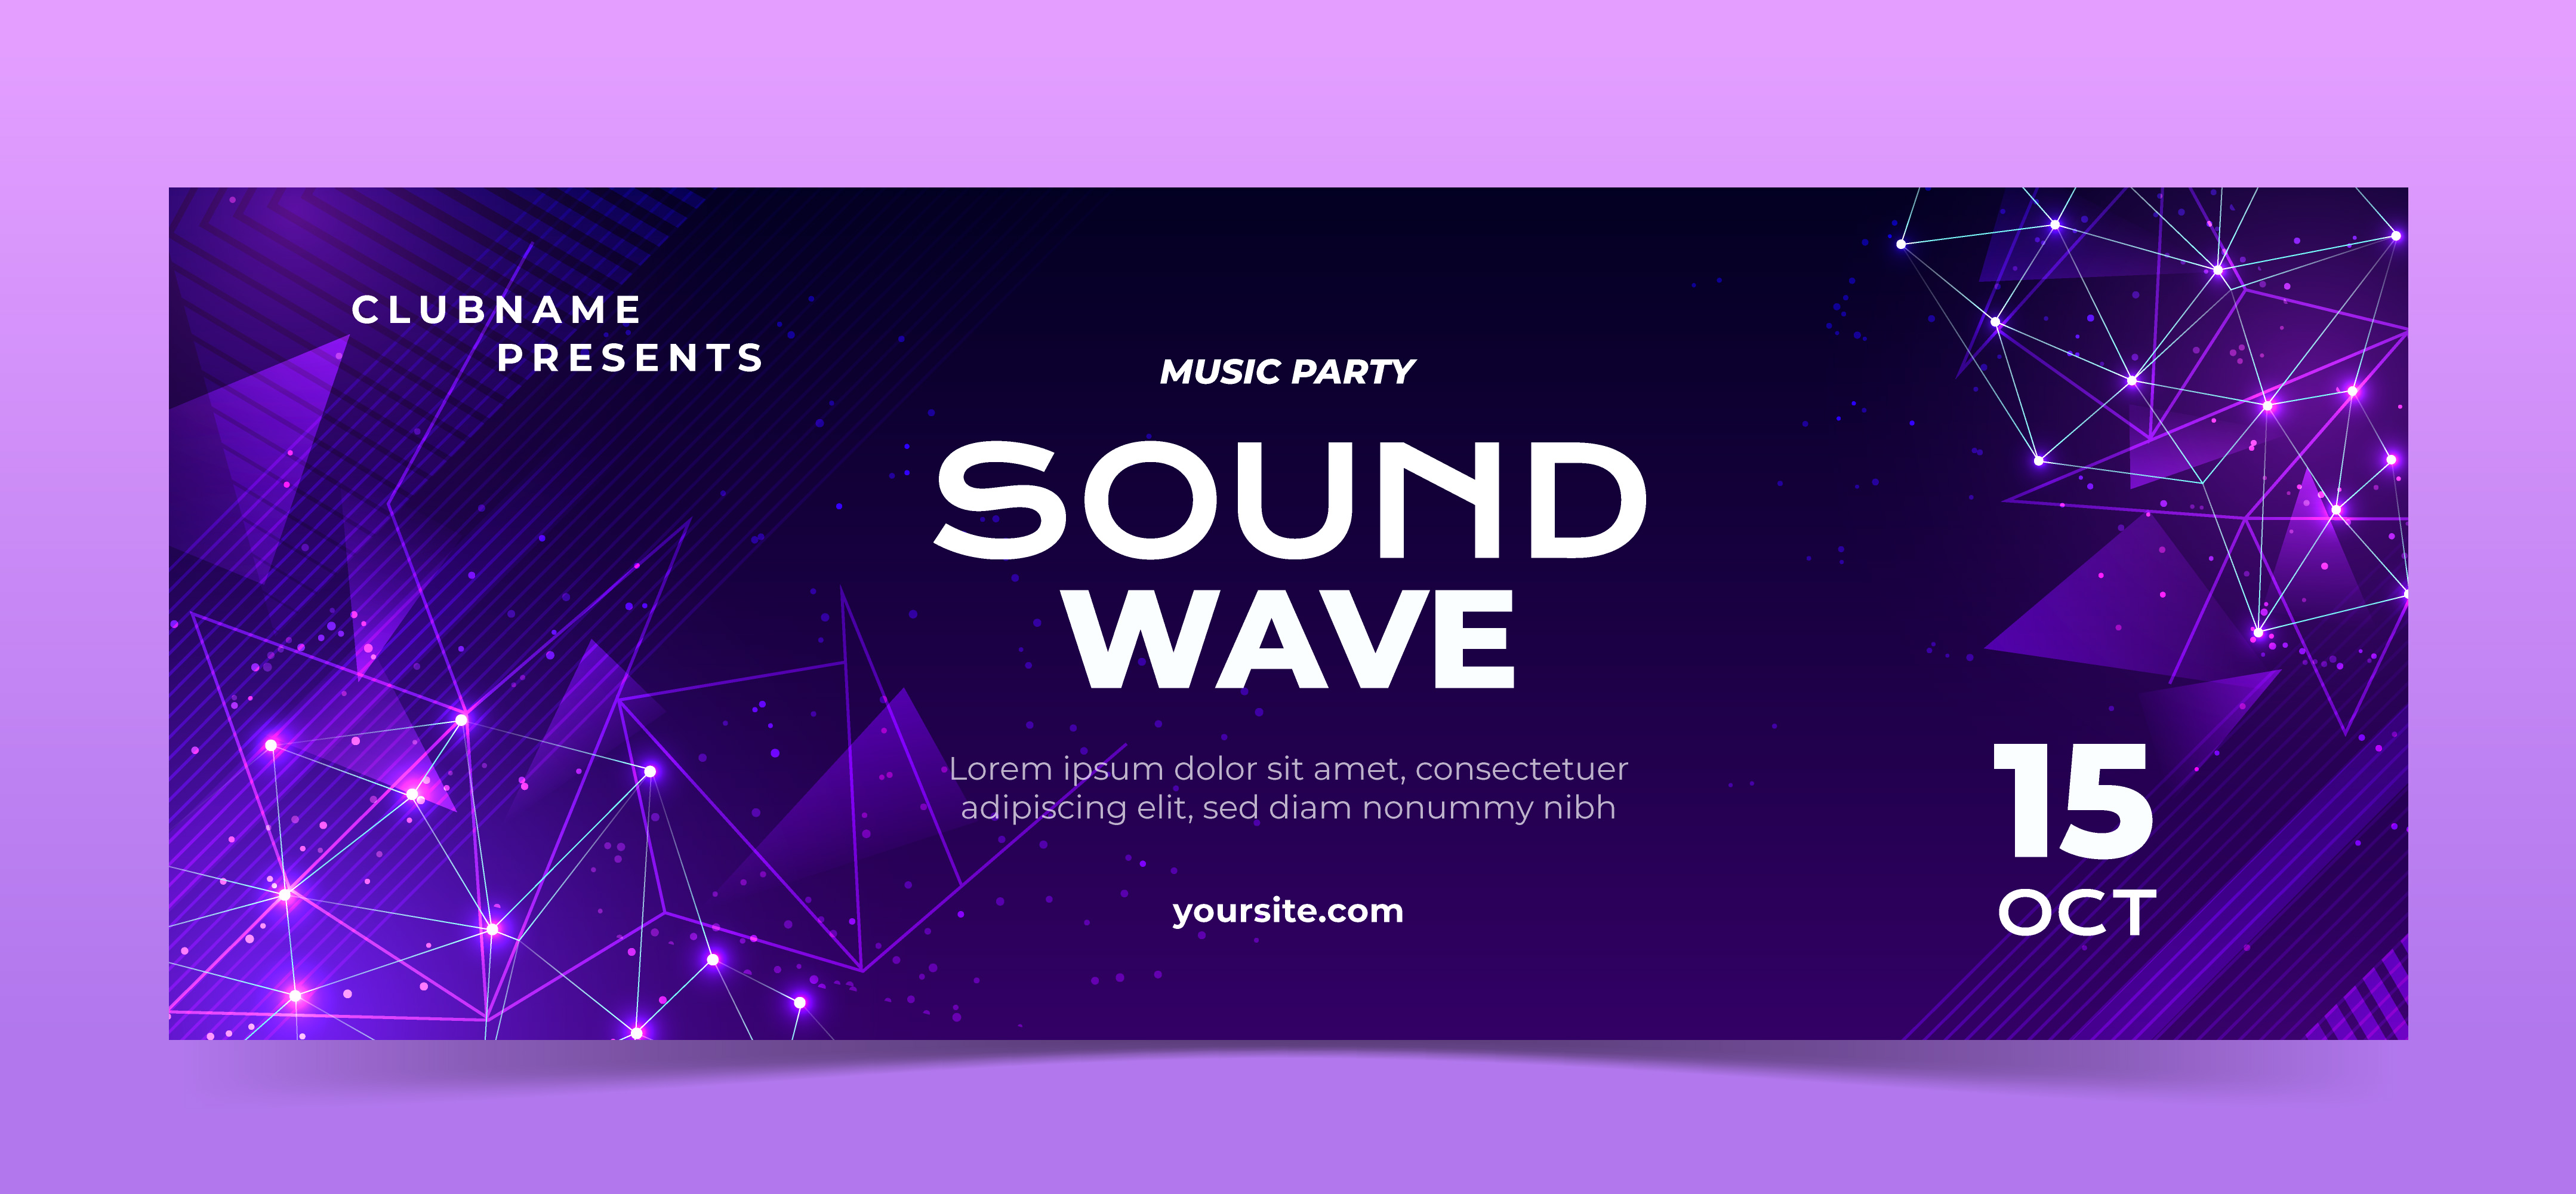 CLUBNAME
PRESENTS
MUSIC PARTY
SOUND
WAVE
Lorem ipsum dolor sit amet, consectetuer
adipiscing elit, sed diam nonummy nibh
yoursite.com
15
OCT